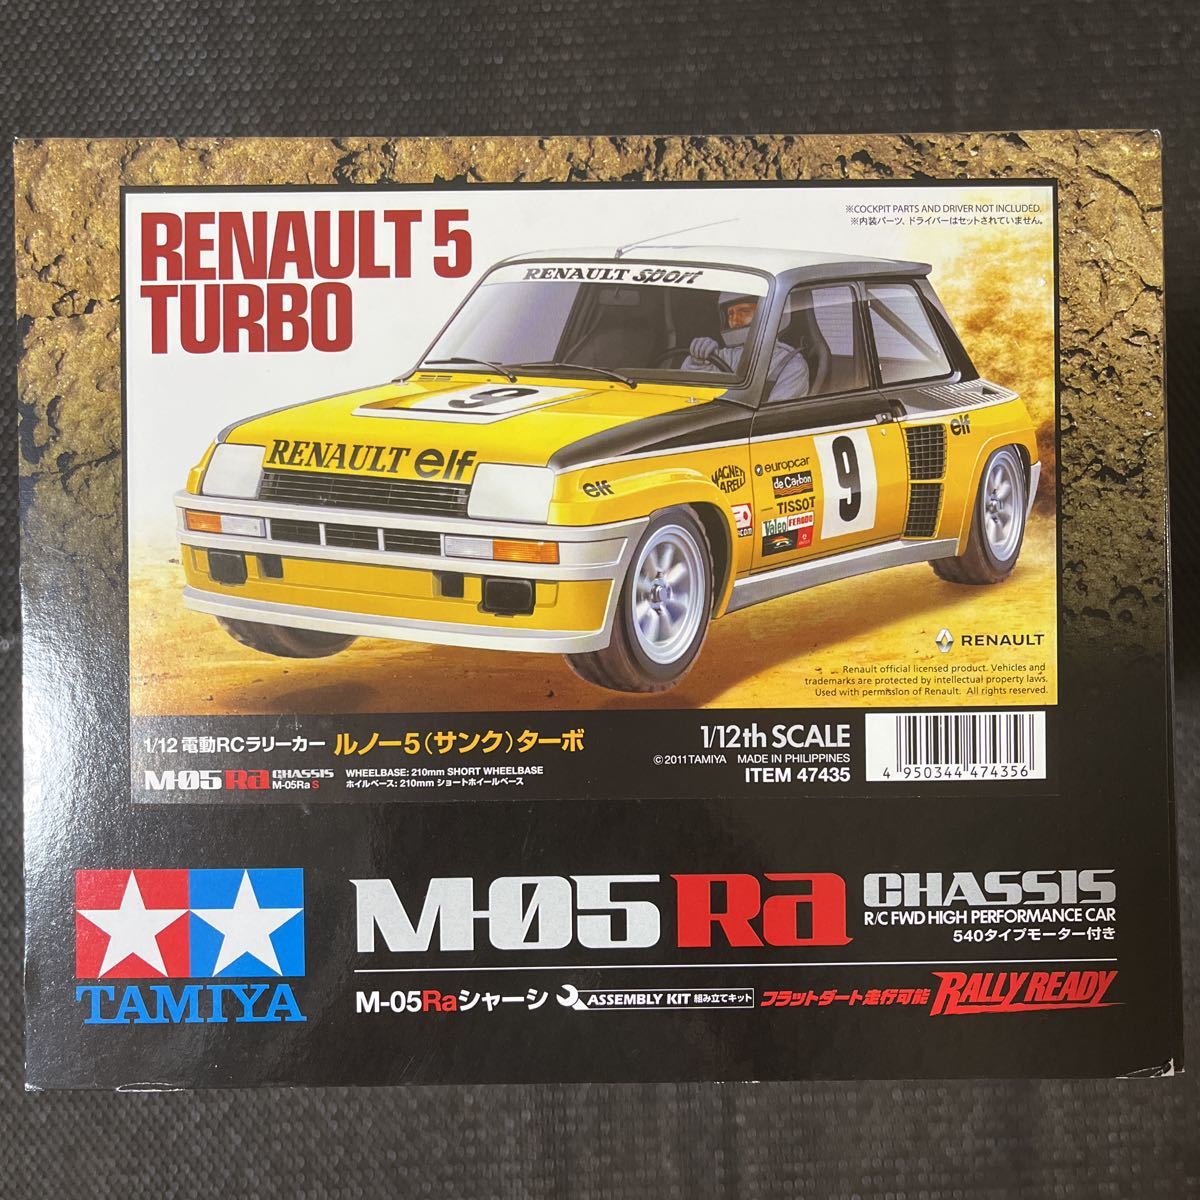 RENAULT 5
TURBO
※COCKPIT PARTS AND DRIVER NOT INCLUDED.
※内装パーツ、ドライバーはセットされていません。
RENAULT sport
9
RENAULT elf
elf
MAGNETI
MARELLI
europcar
de Carbon
TISSOT
Valeo FERODO
9
elf
RENAULT
Renault official licensed product. Vehicles and
trademarks are protected by intellectual property laws.
Used with permission of Renault. All rights reserved.
1/12 電動RCラリーカー ルノー5(サンク)ターボ
M-05Ra CHASSIS
M-05Ra S
WHEELBASE: 210mm SHORT WHEELBASE
ホイルベース: 210mm ショートホイールベース
1/12th SCALE
©2011 TAMIYA MADE IN PHILIPPINES
ITEM 47435
4 950344 474356
TAMIYA
M-05Ra CHASSIS
R/C FWD HIGH PERFORMANCE CAR
540タイプモーター付き
M-05Raシャーシ ASSEMBLY KIT 組み立てキット フラットダート走行可能 RALLY READY